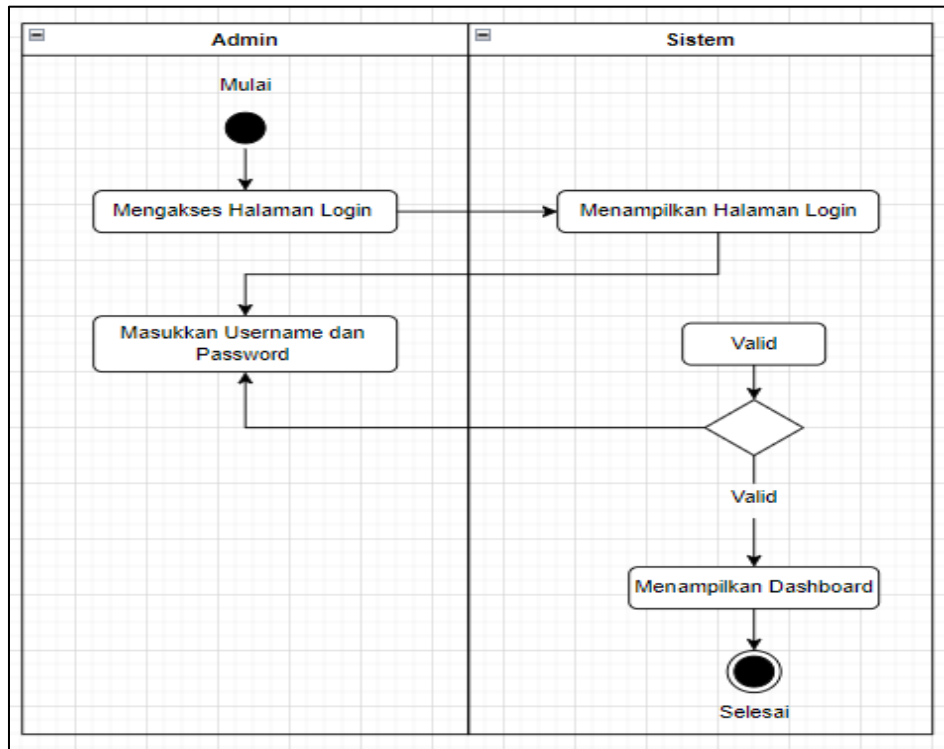 Admin
Sistem
Mulai
Mengakses Halaman Login
Menampilkan Halaman Login
Masukkan Username dan
Password
Valid
Valid
Menampilkan Dashboard
Selesai